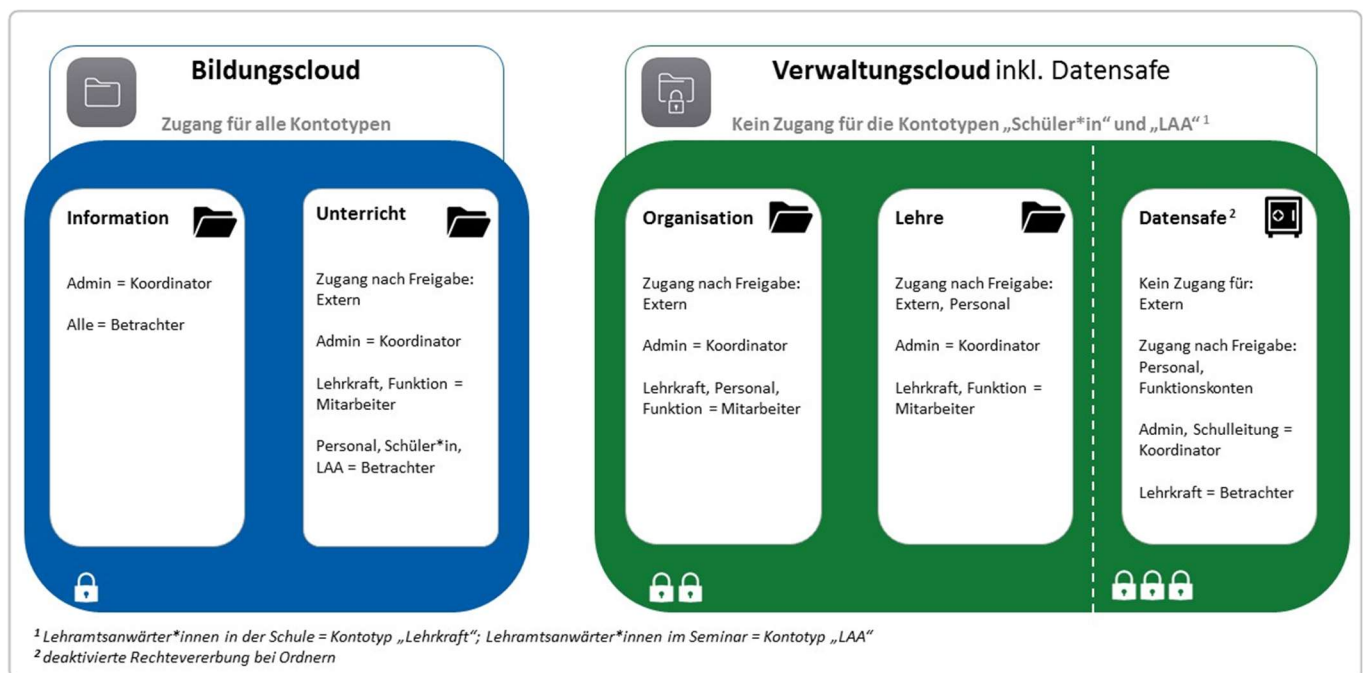 Bildungscloud
Zugang für alle Kontotypen
Information
Admin = Koordinator
Alle = Betrachter
Unterricht
Zugang nach Freigabe:
Extern
Admin = Koordinator
Lehrkraft, Funktion =
Mitarbeiter
Personal, Schüler*in,
LAA = Betrachter
Verwaltungscloud inkl. Datensafe
Kein Zugang für die Kontotypen „Schüler*in“ und „LAA“ ¹
Organisation
Zugang nach Freigabe:
Extern
Admin = Koordinator
Lehrkraft, Personal,
Funktion = Mitarbeiter
Lehre
Zugang nach Freigabe:
Extern, Personal
Admin = Koordinator
Lehrkraft, Funktion =
Mitarbeiter
Datensafe ²
Kein Zugang für:
Extern
Zugang nach Freigabe:
Personal,
Funktionskonten
Admin, Schulleitung =
Koordinator
Lehrkraft = Betrachter
¹ Lehramtsanwärter*innen in der Schule = Kontotyp „Lehrkraft“; Lehramtsanwärter*innen im Seminar = Kontotyp „LAA“
² deaktivierte Rechtevererbung bei Ordnern